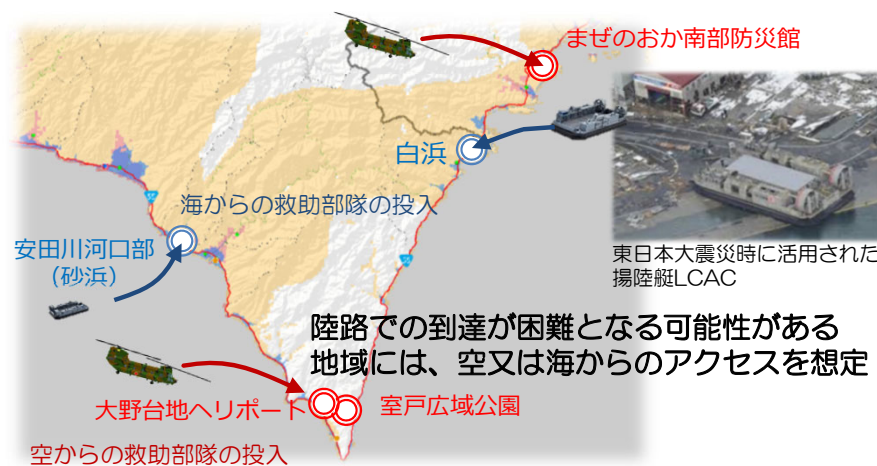 まぜのおか南部防災館
白浜
海からの救助部隊の投入
安田川河口部
（砂浜）
東日本大震災時に活用された
揚陸艇LCAC
陸路での到達が困難となる可能性がある
地域には、空又は海からのアクセスを想定
大野台地ヘリポート
室戸広域公園
空からの救助部隊の投入